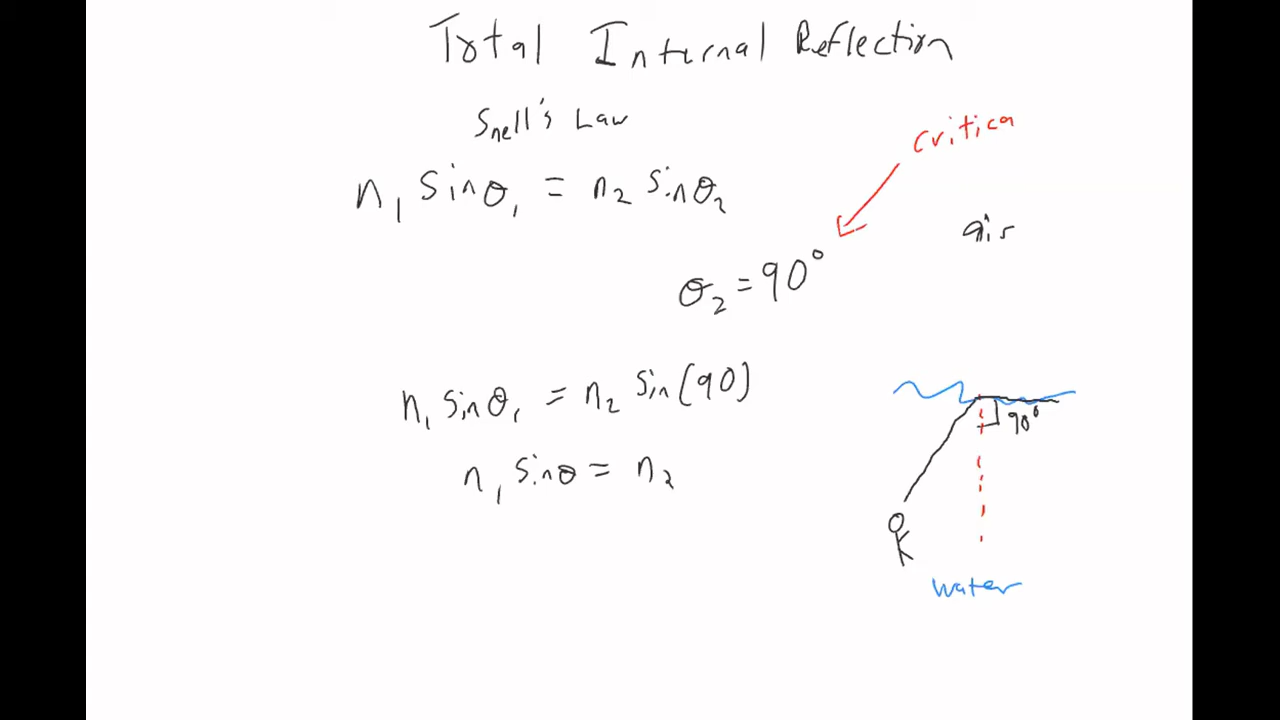 Total Internal Reflection
Snell's Law
critica
n₁ sinθ₁ = n₂ sinθ₂
air
θ₂ = 90°
n₁ sinθ₁ = n₂ sin(90)
90°
n₁ sinθ = n₂
water